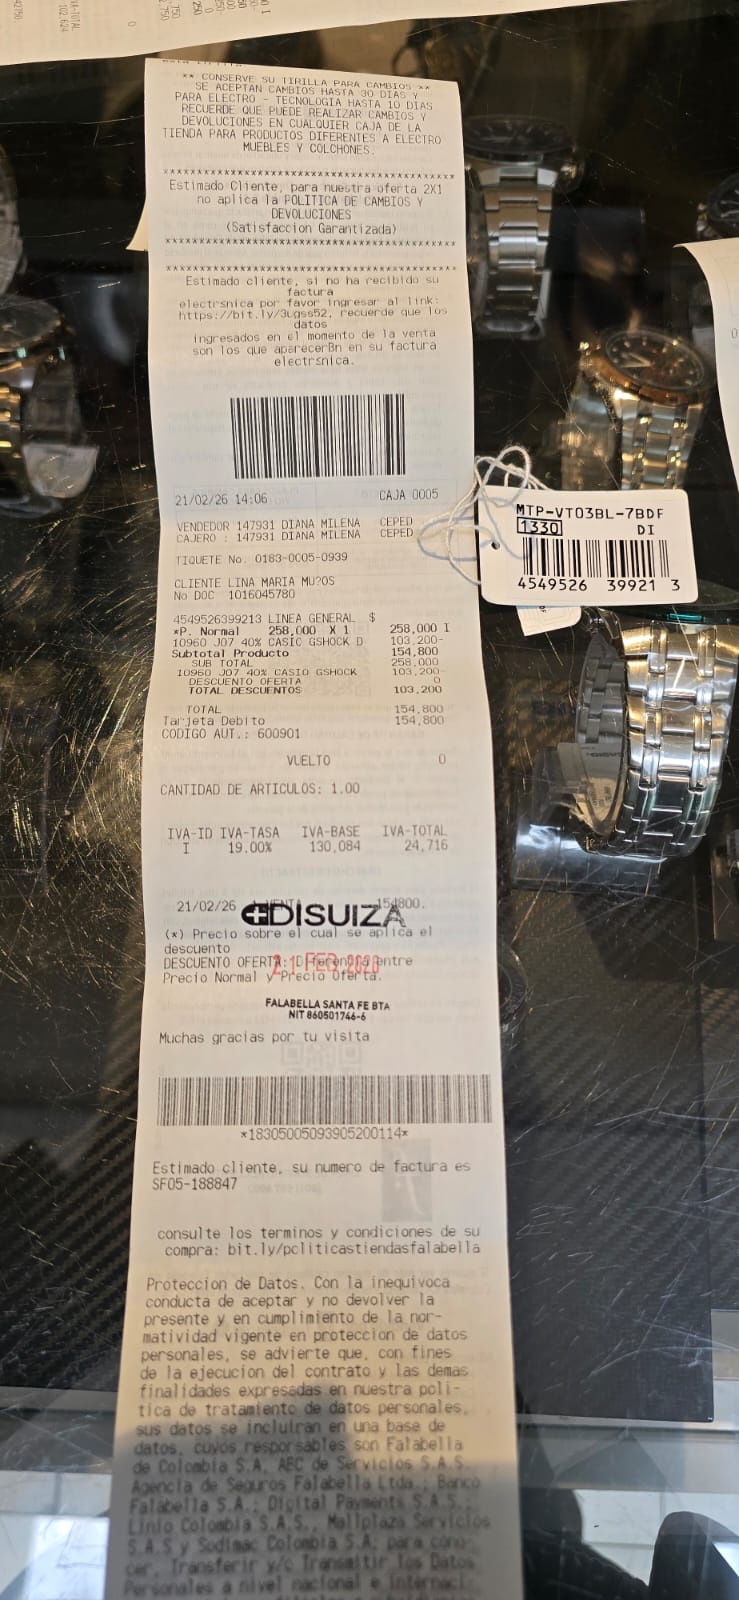 ** CONSERVE SU TIRILLA PARA CAMBIOS **
SE ACEPTAN CAMBIOS HASTA 30 DIAS Y
PARA ELECTRO - TECNOLOGIA HASTA 10 DIAS
RECUERDE QUE PUEDE REALIZAR CAMBIOS Y
DEVOLUCIONES EN CUALQUIER CAJA DE LA
TIENDA PARA PRODUCTOS DIFERENTES A ELECTRO
MUEBLES Y COLCHONES.
*******************************************
Estimado Cliente, para nuestra oferta 2X1
no aplica la POLITICA DE CAMBIOS Y
DEVOLUCIONES
(Satisfaccion Garantizada)
*******************************************
*******************************************
Estimado cliente, si no ha recibido su
factura
electrsnica por favor ingresar al link:
https://bit.ly/3Ugss52, recuerde que los
datos
ingresados en el momento de la venta
son los que aparecerBn en su factura
electrsnica.
21/02/26 14:06 CAJA 0005
VENDEDOR 147931 DIANA MILENA CEPED
CAJERO : 147931 DIANA MILENA CEPED
TIQUETE No. 0183-0005-0939
CLIENTE LINA MARIA MU?OS
No DOC 1016045780
4549526399213 LINEA GENERAL $
*P. Normal 258,000 X 1 258,000 I
10960 J07 40% CASIO GSHOCK D 103,200-
Subtotal Producto 154,800
SUB TOTAL 258,000
10960 J07 40% CASIO GSHOCK 103,200-
DESCUENTO OFERTA 0
TOTAL DESCUENTOS 103,200
TOTAL 154,800
Tarjeta Debito 154,800
CODIGO AUT.: 600901
VUELTO 0
CANTIDAD DE ARTICULOS: 1.00
IVA-ID IVA-TASA IVA-BASE IVA-TOTAL
I 19.00% 130,084 24,716
21/02/26 VENTA 154800.
DISUIZA
(*) Precio sobre el cual se aplica el
descuento
DESCUENTO OFERTA: Diferencia entre
21 FEB 2026
Precio Normal y Precio Oferta.
FALABELLA SANTA FE BTA
NIT 860501746-6
Muchas gracias por tu visita
*18305005093905200114*
Estimado cliente, su numero de factura es
SF05-188847
consulte los terminos y condiciones de su
compra: bit.ly/politicastiendasfalabella
Proteccion de Datos. Con la inequivoca
conducta de aceptar y no devolver la
presente y en cumplimiento de la nor-
matividad vigente en proteccion de datos
personales, se advierte que, con fines
de la ejecucion del contrato y las demas
finalidades expresadas en nuestra poli-
tica de tratamiento de datos personales,
sus datos se incluiran en una base de
datos, cuyos responsables son Falabella
de Colombia S.A, ABC de Servicios S.A.S
Agencia de Seguros Falabella Ltda.; Banco
Falabella S.A.; Digital Payments S.A.S.;
Linio Colombia S.A.S., Mallplaza Servicios
S.A.S y Sodimac Colombia S.A. para cono-
cer, Transferir y/o Transmitir los Datos
Personales a nivel nacional e internaci-
MTP-VT03BL-7BDF
1330 DI
4549526 39921 3